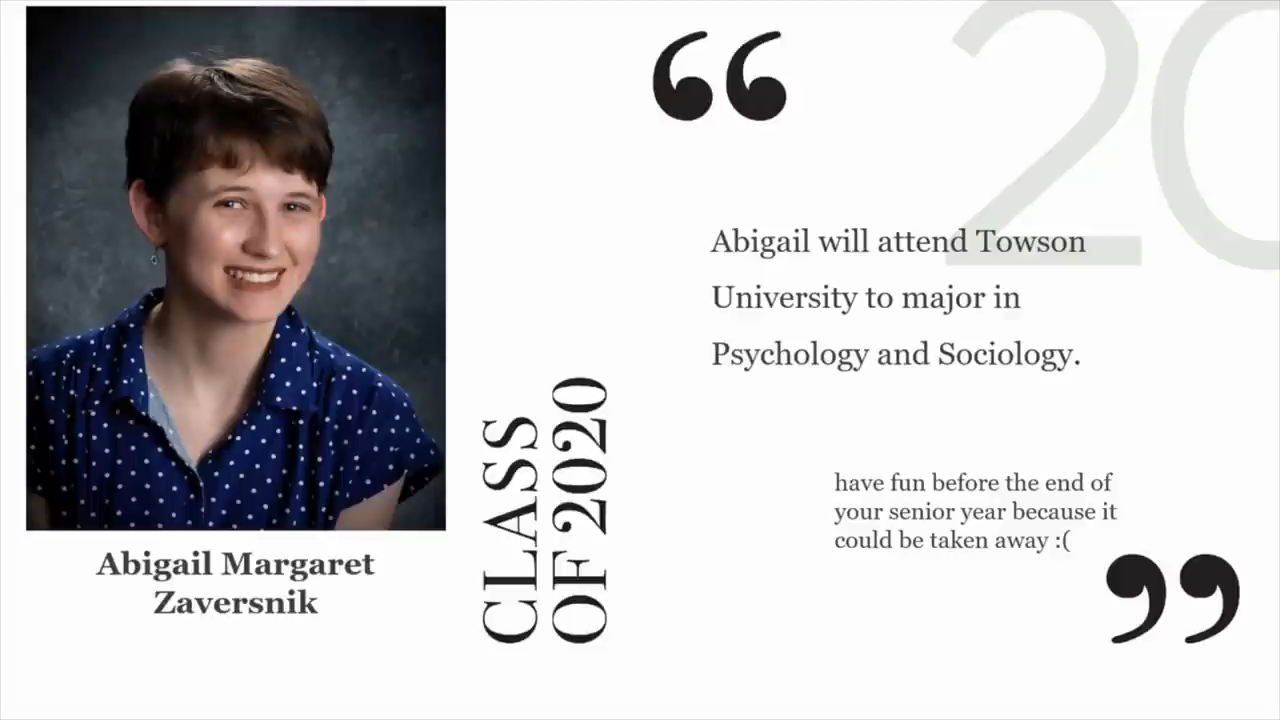 Abigail Margaret
Zaversnik
CLASS
OF 2020
20
“
Abigail will attend Towson
University to major in
Psychology and Sociology.
have fun before the end of
your senior year because it
could be taken away :(
”